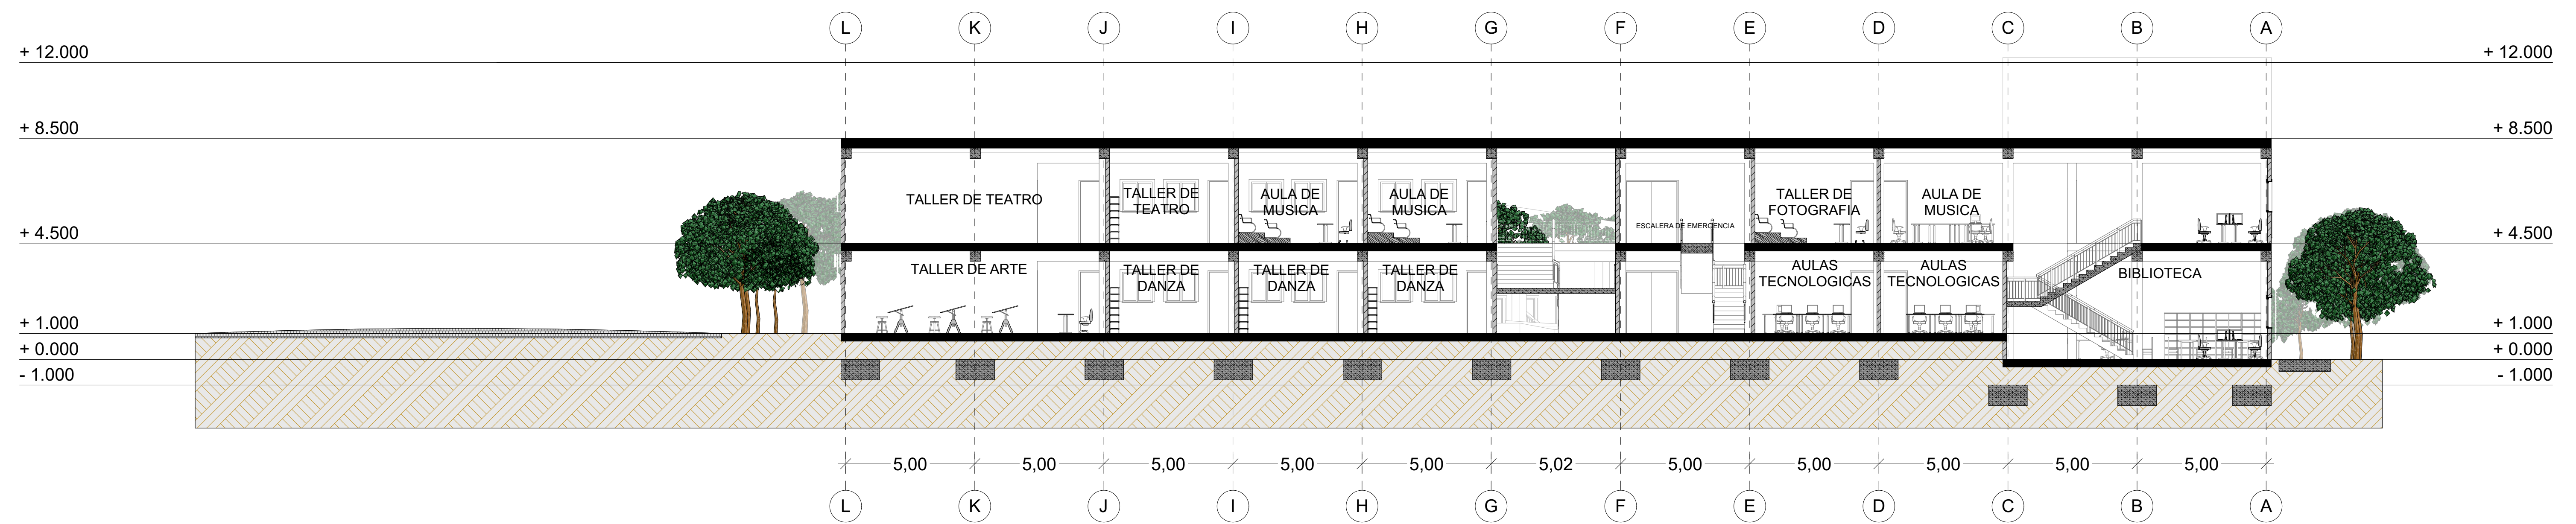 L K J I H G F E D C B A
+ 12.000 + 12.000
+ 8.500 + 8.500
TALLER DE TEATRO
TALLER DE
TEATRO
AULA DE
MUSICA
AULA DE
MUSICA
ESCALERA DE EMERGENCIA
TALLER DE
FOTOGRAFIA
AULA DE
MUSICA
+ 4.500 + 4.500
TALLER DE ARTE
TALLER DE
DANZA
TALLER DE
DANZA
TALLER DE
DANZA
AULAS
TECNOLOGICAS
AULAS
TECNOLOGICAS
BIBLIOTECA
+ 1.000 + 1.000
+ 0.000 + 0.000
- 1.000 - 1.000
5,00 5,00 5,00 5,00 5,00 5,02 5,00 5,00 5,00 5,00 5,00
L K J I H G F E D C B A